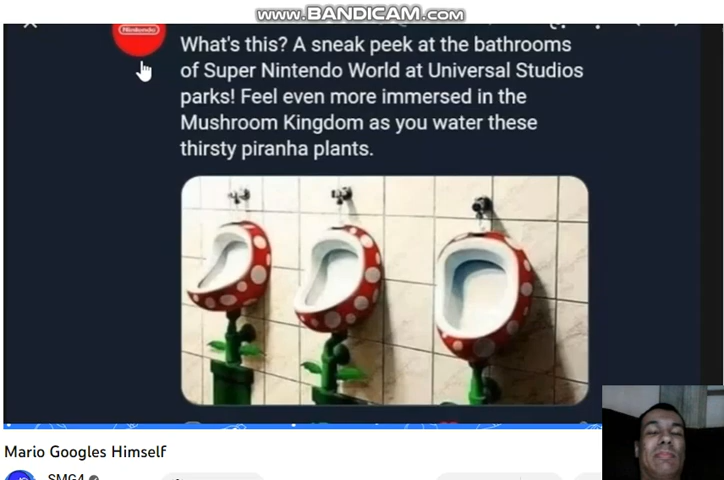 www.BANDICAM.com
Nintendo
What's this? A sneak peek at the bathrooms
of Super Nintendo World at Universal Studios
parks! Feel even more immersed in the
Mushroom Kingdom as you water these
thirsty piranha plants.
Mario Googles Himself
SMG4